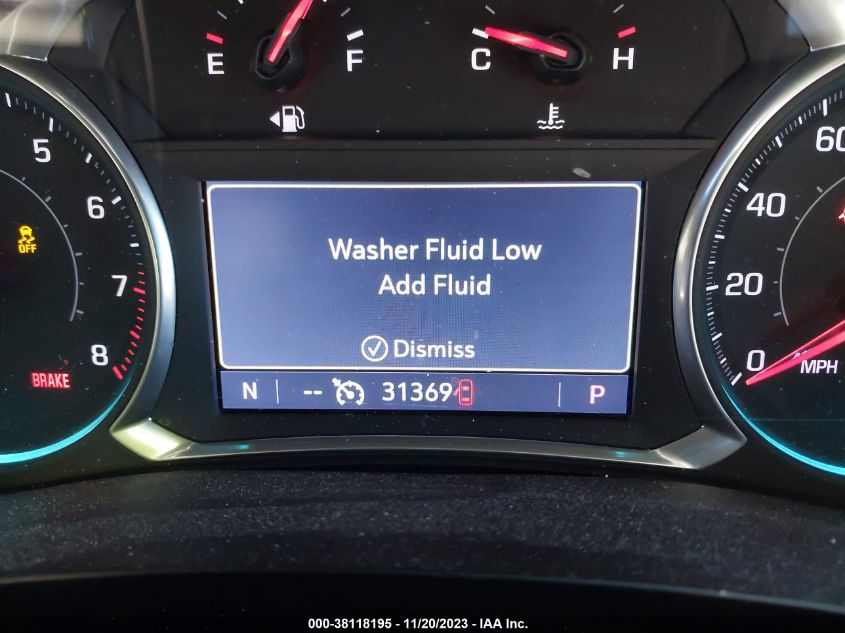 E F
C H
5
6
7
8
OFF
BRAKE
Washer Fluid Low
Add Fluid
Dismiss
N -- 31369 P
60
40
20
0
MPH
000-38118195 - 11/20/2023 - IAA Inc.